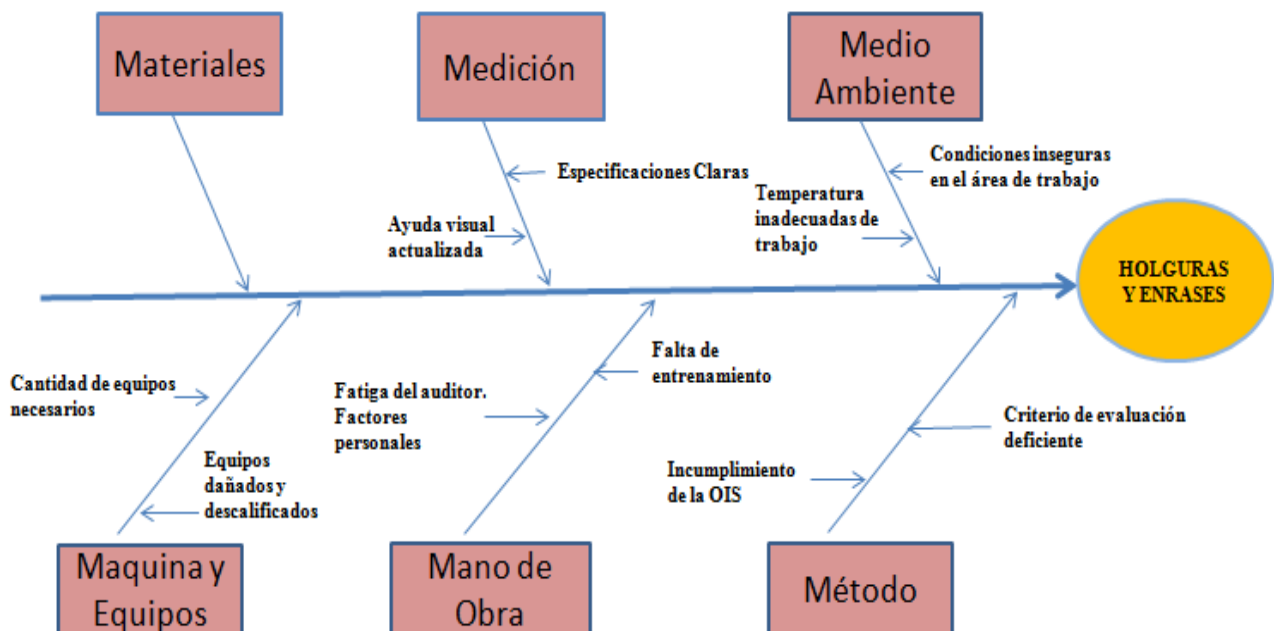 Materiales
Medición
Medio
Ambiente
Especificaciones Claras
Condiciones inseguras
en el área de trabajo
Ayuda visual
actualizada
Temperatura
inadecuadas de
trabajo
HOLGURAS
Y ENRASES
Cantidad de equipos
necesarios
Fatiga del auditor.
Factores
personales
Falta de
entrenamiento
Criterio de evaluación
deficiente
Equipos
dañados y
descalificados
Incumplimiento
de la OIS
Maquina y
Equipos
Mano de
Obra
Método